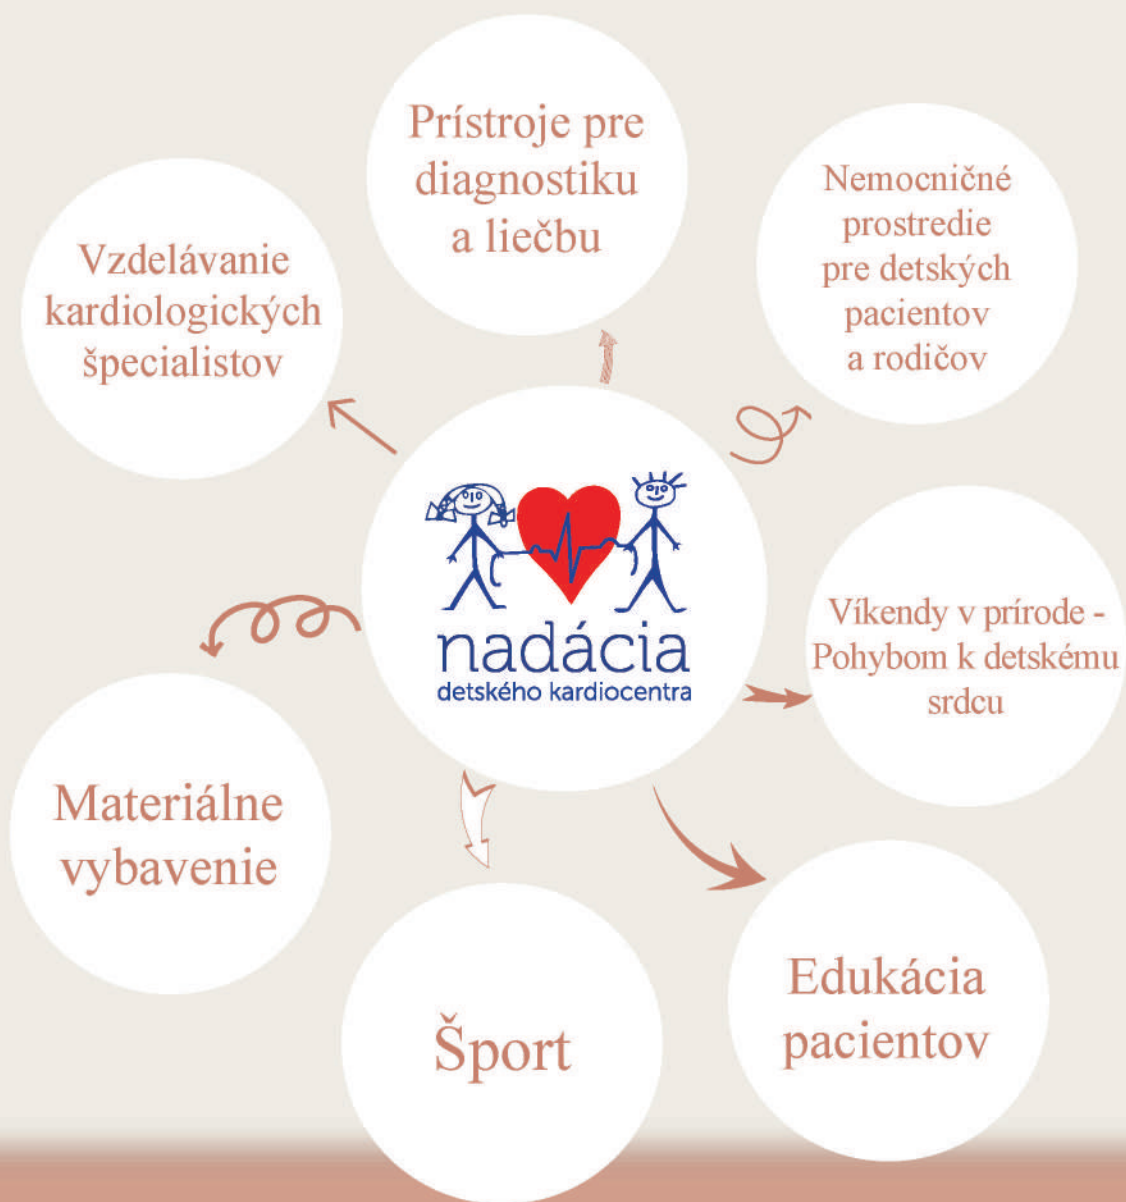 Prístroje pre
diagnostiku
a liečbu
Nemocničné
prostredie
pre detských
pacientov
a rodičov
Vzdelávanie
kardiologických
špecialistov
nadácia
detského kardiocentra
Víkendy v prírode -
Pohybom k detskému
srdcu
Materiálne
vybavenie
Edukácia
pacientov
Šport